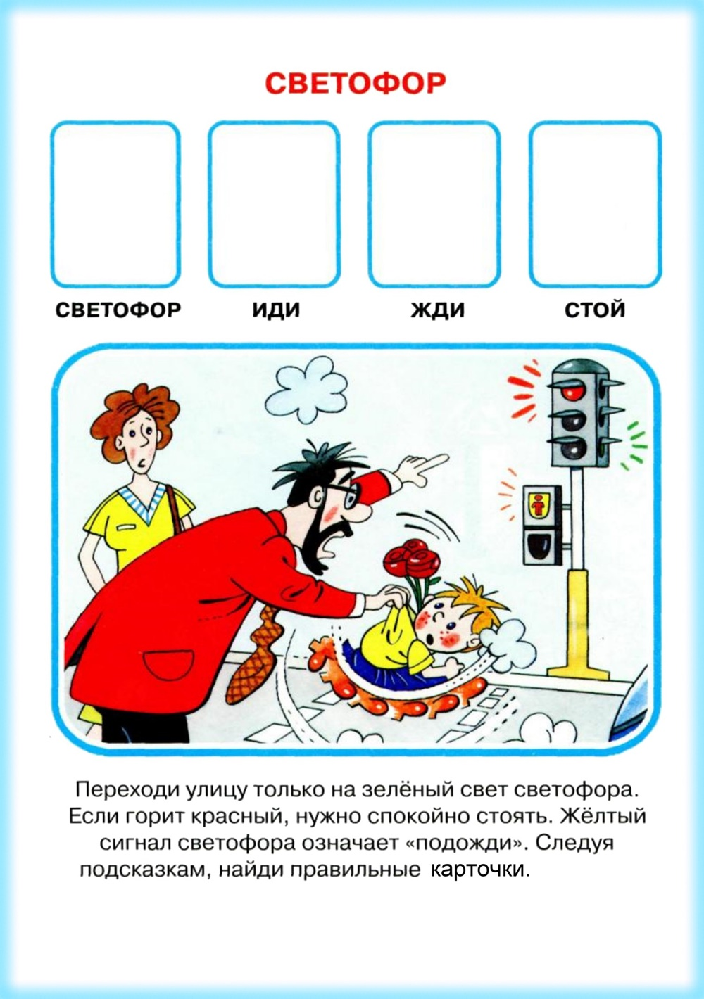 СВЕТОФОР
СВЕТОФОР ИДИ ЖДИ СТОЙ
Переходи улицу только на зелёный свет светофора.
Если горит красный, нужно спокойно стоять. Жёлтый
сигнал светофора означает «подожди». Следуя
подсказкам, найди правильные карточки.